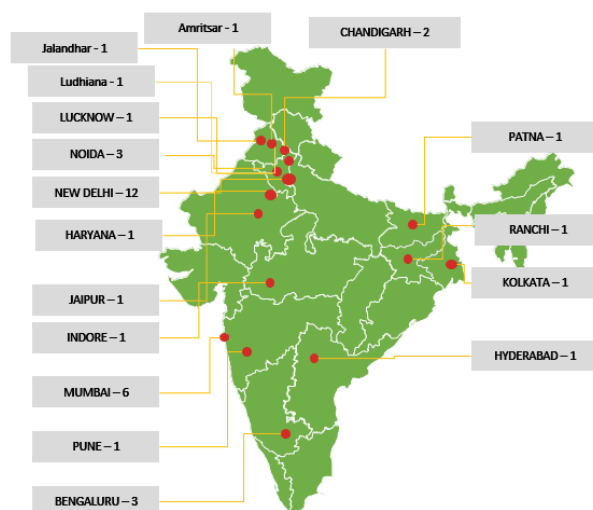 Amritsar – 1
CHANDIGARH – 2
Jalandhar - 1
Ludhiana - 1
LUCKNOW – 1
NOIDA – 3
NEW DELHI – 12
HARYANA – 1
JAIPUR – 1
INDORE – 1
MUMBAI – 6
PUNE – 1
BENGALURU – 3
PATNA – 1
RANCHI – 1
KOLKATA – 1
HYDERABAD – 1